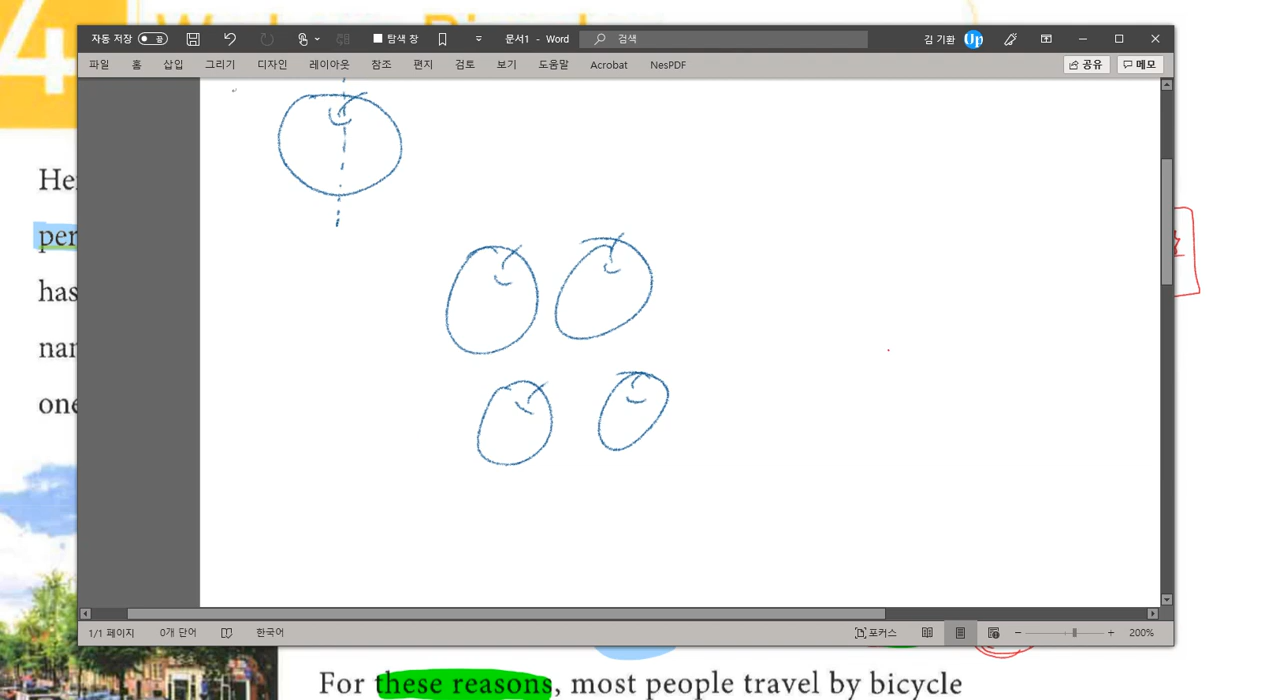 4
자동 저장 끔 탐색 창 문서1 - Word 검색 김 기환
파일 홈 삽입 그리기 디자인 레이아웃 참조 편지 검토 보기 도움말 Acrobat NesPDF 공유 메모
He
per
has
nar
one
1/1 페이지 0개 단어 한국어 포커스 200%
For these reasons, most people travel by bicycle